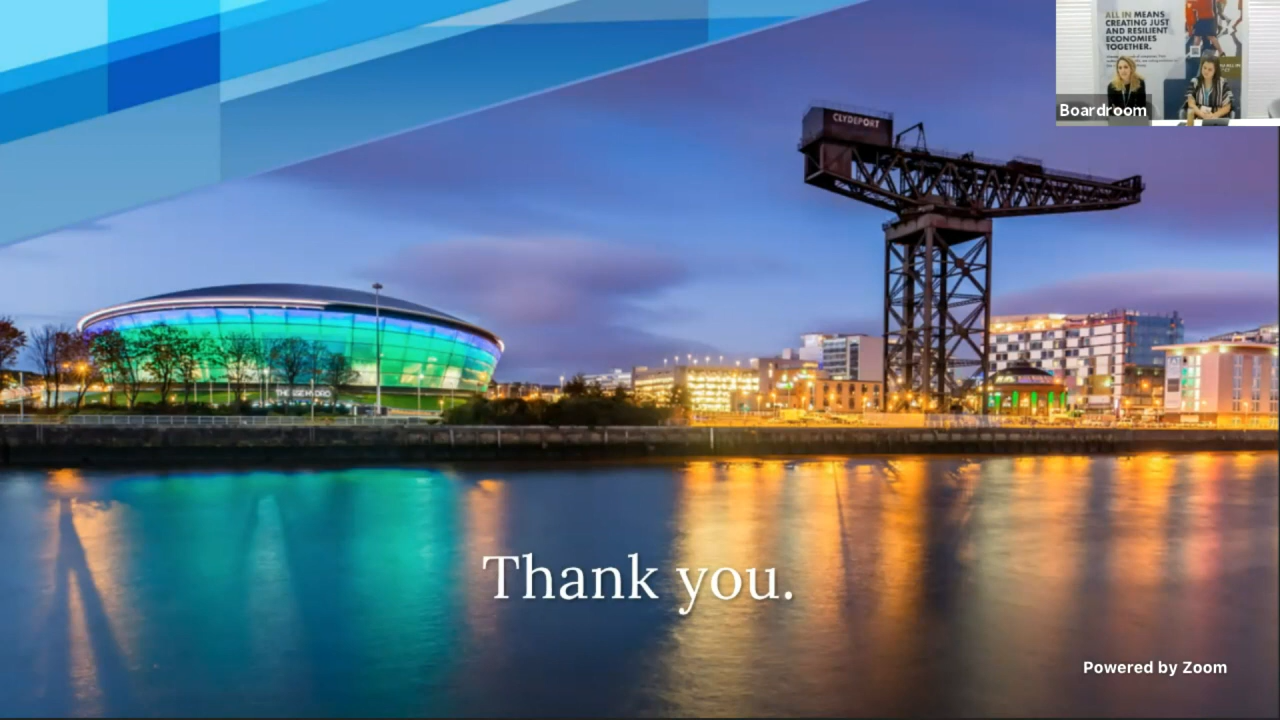 ALL IN MEANS
CREATING JUST
AND RESILIENT
ECONOMIES
TOGETHER.
Boardroom
CLYDEPORT
Thank you.
Powered by Zoom